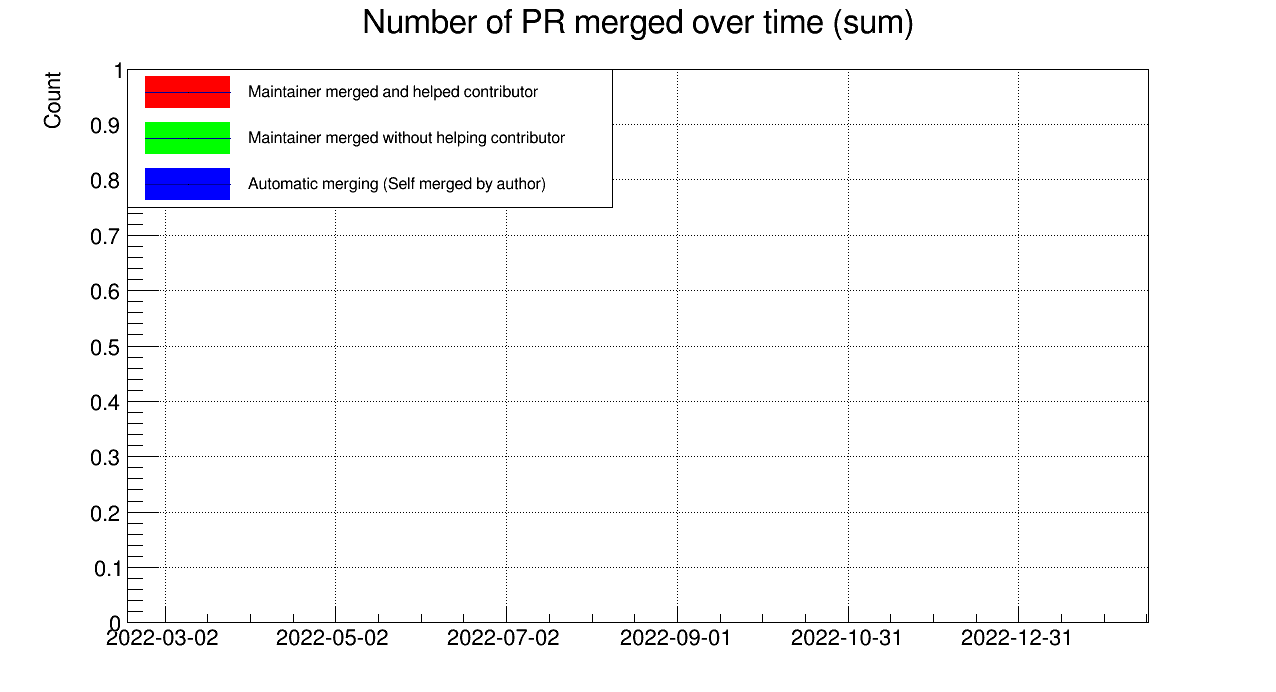 Number of PR merged over time (sum)
Count
Maintainer merged and helped contributor
Maintainer merged without helping contributor
Automatic merging (Self merged by author)
1
0.9
0.8
0.7
0.6
0.5
0.4
0.3
0.2
0.1
0
2022-03-02 2022-05-02 2022-07-02 2022-09-01 2022-10-31 2022-12-31